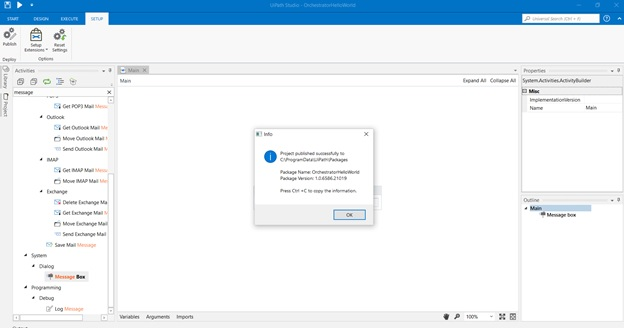 UiPath Studio - OrchestratorHelloWorld
START DESIGN EXECUTE SETUP
Universal Search (Ctrl + I)
Publish
Setup Extensions
Reset Settings
Deploy
Options
Library
Project
Activities
message
Get POP3 Mail Mess
Outlook
Get Outlook Mail Mess
Move Outlook Mail
Send Outlook Mail
IMAP
Get IMAP Mail Messa
Move IMAP Mail Mes
Exchange
Delete Exchange Ma
Get Exchange Mail
Move Exchange Mail
Send Exchange Mail
Save Mail Message
System
Dialog
Message Box
Programming
Debug
Log Message
Main
Main
Expand All Collapse All
Info
Project published successfully to
C:\ProgramData\UiPath\Packages
Package Name: OrchestratorHelloWorld
Package Version: 1.0.6586.21019
Press Ctrl +C to copy the information.
OK
Variables Arguments Imports
100%
Properties
System.Activities.ActivityBuilder
Misc
ImplementationVersion
Name Main
Outline
Main
Message box